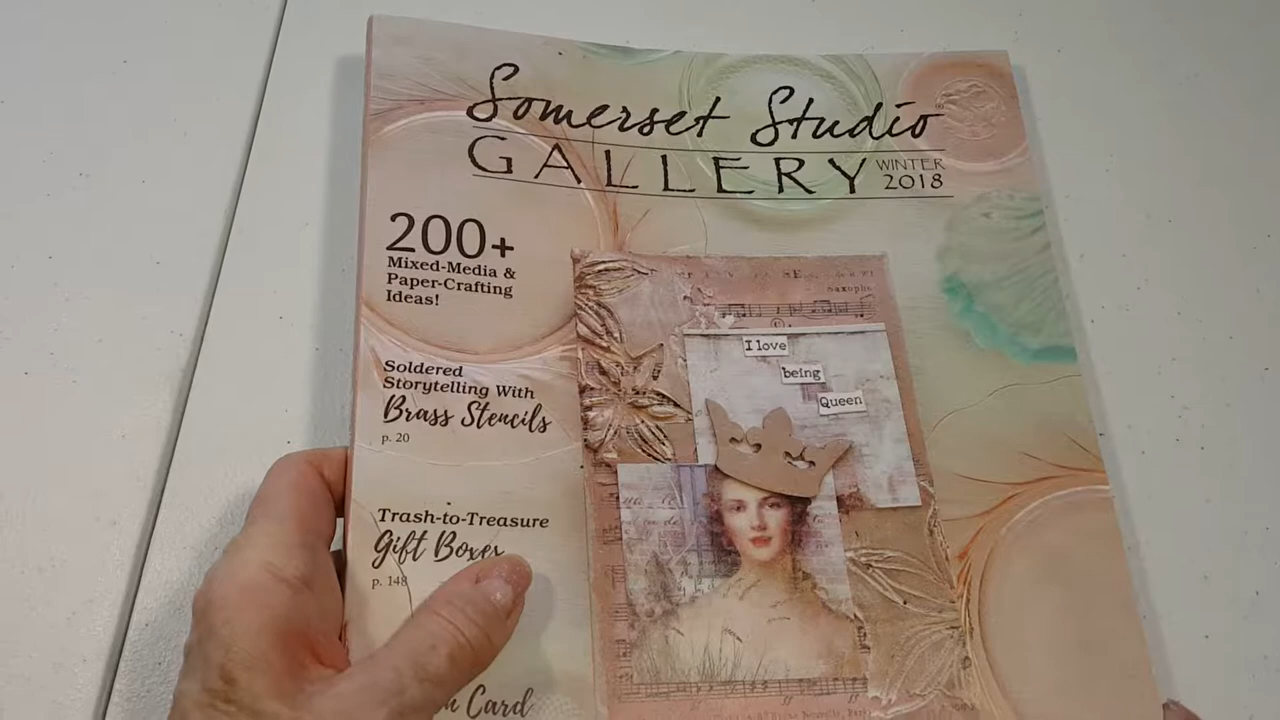 Somerset Studio
GALLERY
WINTER
2018
200+
Mixed-Media &
Paper-Crafting
Ideas!
Soldered
Storytelling With
Brass Stencils
p. 20
Trash-to-Treasure
Gift Boxes
p. 148
Card
Saxopho
I love
being
Queen